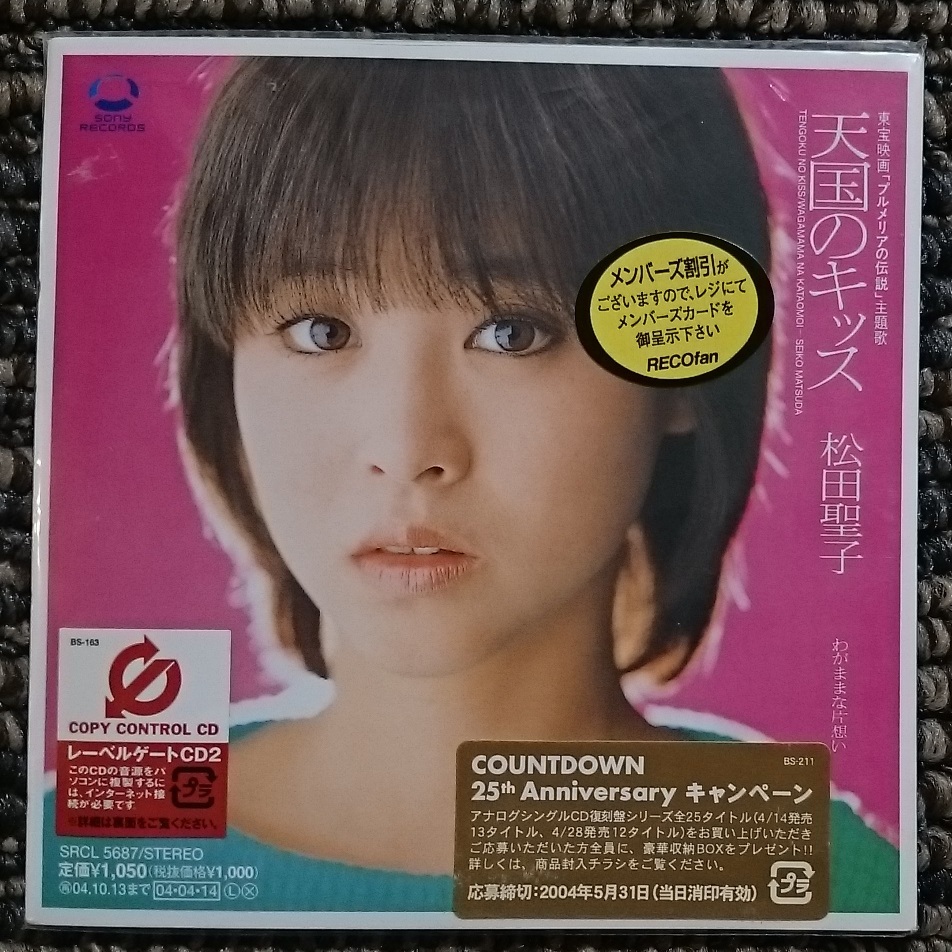 SONY
RECORDS
東宝映画「プルメリアの伝説」主題歌
天国のキッス
TENGOKU NO KISS/WAGAMAMA NA KATAOMOI — SEIKO MATSUDA
松田聖子
わがままな片想い
メンバーズ割引が
ございますので、レジにて
メンバーズカードを
御呈示下さい
RECOfan
BS-163
COPY CONTROL CD
レーベルゲートCD2
このCDの音源をパ
ソコンに複製するに
は、インターネット接
続が必要です
※詳細は裏面をご覧ください。
プラ
SRCL 5687/STEREO
定価¥1,050(税抜価格¥1,000)
04.10.13まで 04・04・14 Ⓛ Ⓧ
BS-211
COUNTDOWN
25th Anniversary キャンペーン
アナログシングルCD復刻盤シリーズ全25タイトル(4/14発売
13タイトル、4/28発売12タイトル)をお買い上げいただき
ご応募いただいた方全員に、豪華収納BOXをプレゼント!!
詳しくは、商品封入チラシをご覧ください。
応募締切:2004年5月31日(当日消印有効)
プラ